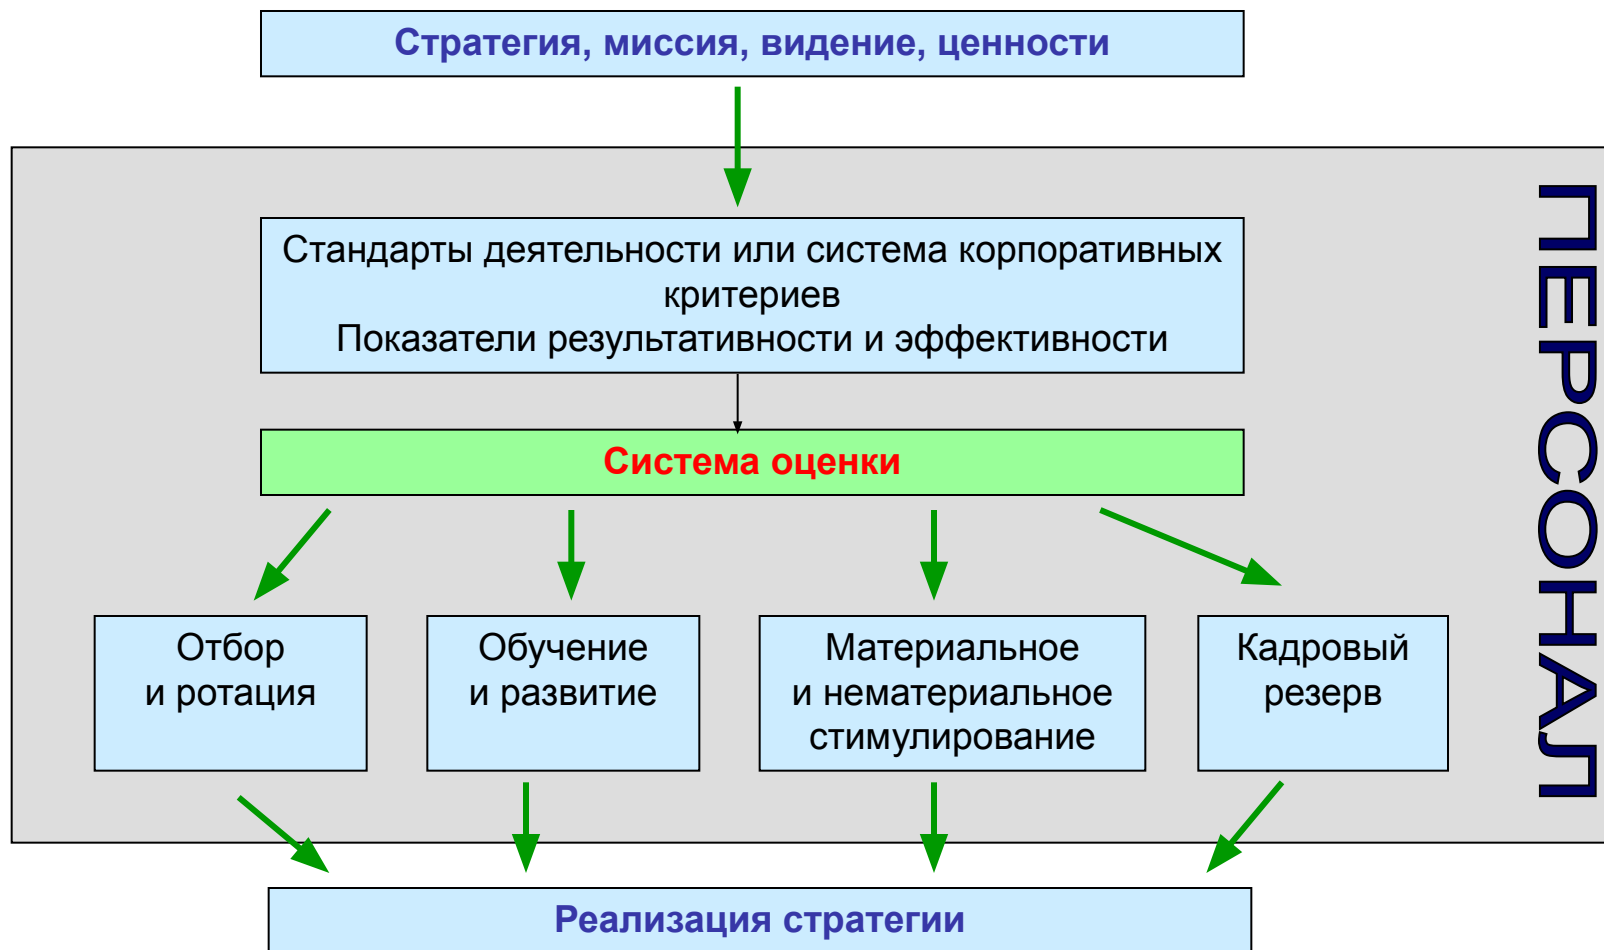 Стратегия, миссия, видение, ценности
Стандарты деятельности или система корпоративных
критериев
Показатели результативности и эффективности
Система оценки
Отбор
и ротация
Обучение
и развитие
Материальное
и нематериальное
стимулирование
Кадровый
резерв
ПЕРСОНАЛ
Реализация стратегии